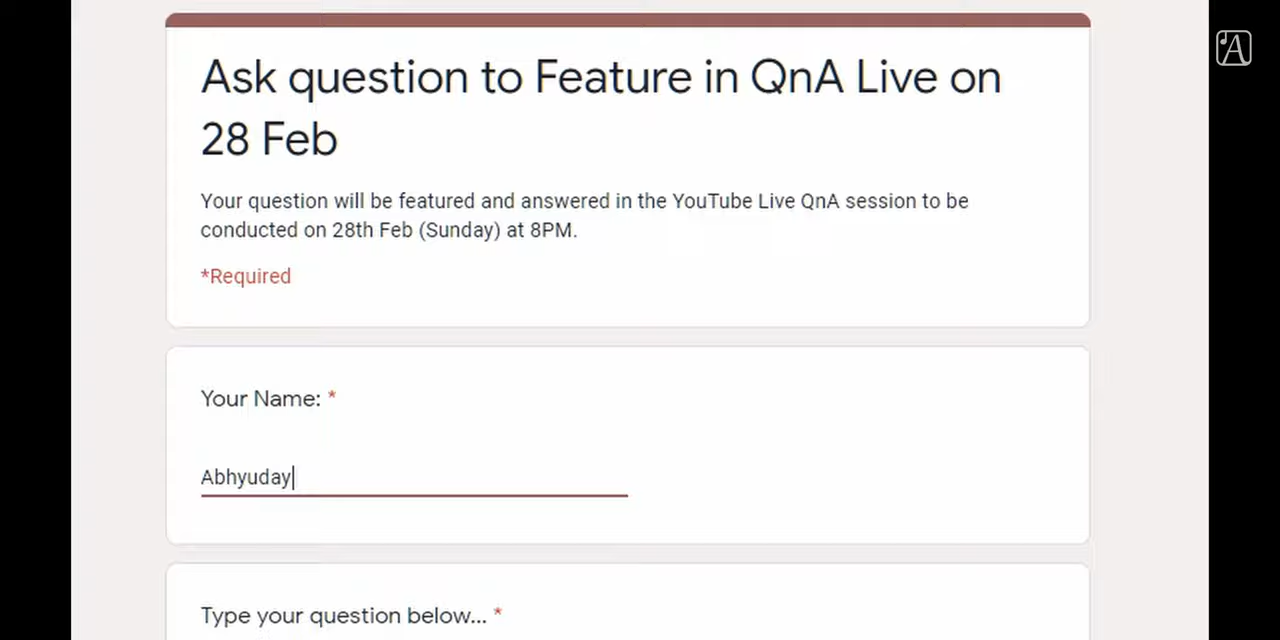 Ask question to Feature in QnA Live on
28 Feb
Your question will be featured and answered in the YouTube Live QnA session to be
conducted on 28th Feb (Sunday) at 8PM.
*Required
Your Name: *
Abhyuday
Type your question below... *
A